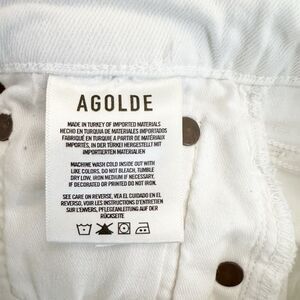 AGOLDE
MADE IN TURKEY OF IMPORTED MATERIALS
HECHO EN TURQUIA DE MATERIALES IMPORTADOS
FABRIQUÉ EN TURQUIE A PARTIR DE MATÉRIAUX
IMPORTÉS, IN DER TÜRKEI HERGESTELLT MIT
IMPORTIERTEN MATERIALIEN
MACHINE WASH COLD INSIDE OUT WITH
LIKE COLORS, DO NOT BLEACH, TUMBLE
DRY LOW, IRON MEDIUM IF NECESSARY,
IF DECORATED OR PRINTED DO NOT IRON.
SEE CARE ON REVERSE, VEA EL CUIDADO EN EL
REVERSO, VOIR LES INSTRUCTIONS D'ENTRETIEN
SUR L'ENVERS, PFLEGEANLEITUNG AUF DER
RÜCKSEITE